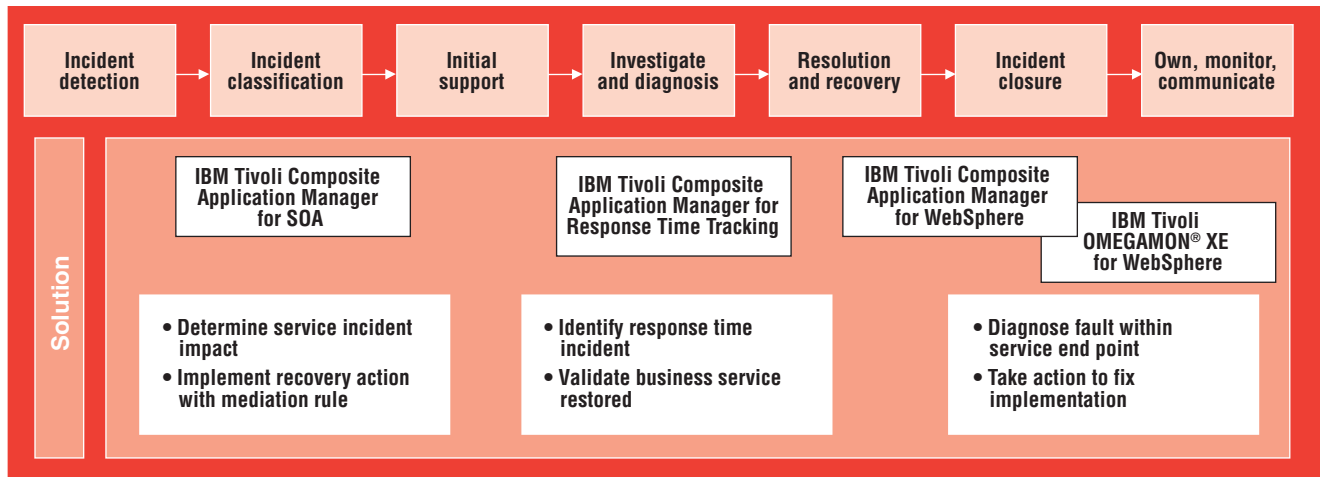 Incident
detection
Incident
classification
Initial
support
Investigate
and diagnosis
Resolution
and recovery
Incident
closure
Own, monitor,
communicate
Solution
IBM Tivoli Composite
Application Manager
for SOA
IBM Tivoli Composite
Application Manager for
Response Time Tracking
IBM Tivoli Composite
Application Manager
for WebSphere
IBM Tivoli
OMEGAMON® XE
for WebSphere
• Determine service incident
impact
• Implement recovery action
with mediation rule
• Identify response time
incident
• Validate business service
restored
• Diagnose fault within
service end point
• Take action to fix
implementation